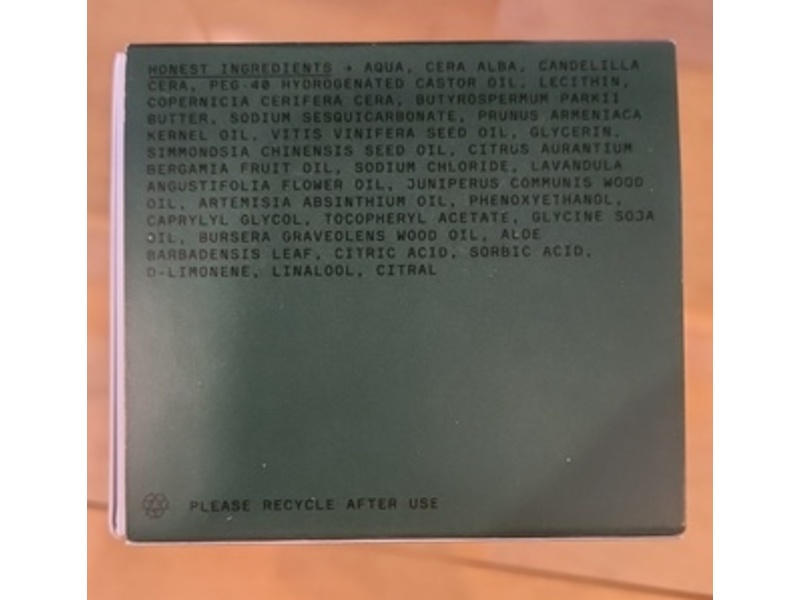 HONEST INGREDIENTS → AQUA, CERA ALBA, CANDELILLA
CERA, PEG-40 HYDROGENATED CASTOR OIL, LECITHIN,
COPERNICIA CERIFERA CERA, BUTYROSPERMUM PARKII
BUTTER, SODIUM SESQUICARBONATE, PRUNUS ARMENIACA
KERNEL OIL, VITIS VINIFERA SEED OIL, GLYCERIN,
SIMMONDSIA CHINENSIS SEED OIL, CITRUS AURANTIUM
BERGAMIA FRUIT OIL, SODIUM CHLORIDE, LAVANDULA
ANGUSTIFOLIA FLOWER OIL, JUNIPERUS COMMUNIS WOOD
OIL, ARTEMISIA ABSINTHIUM OIL, PHENOXYETHANOL,
CAPRYLYL GLYCOL, TOCOPHERYL ACETATE, GLYCINE SOJA
OIL, BURSERA GRAVEOLENS WOOD OIL, ALOE
BARBADENSIS LEAF, CITRIC ACID, SORBIC ACID,
D-LIMONENE, LINALOOL, CITRAL
PLEASE RECYCLE AFTER USE